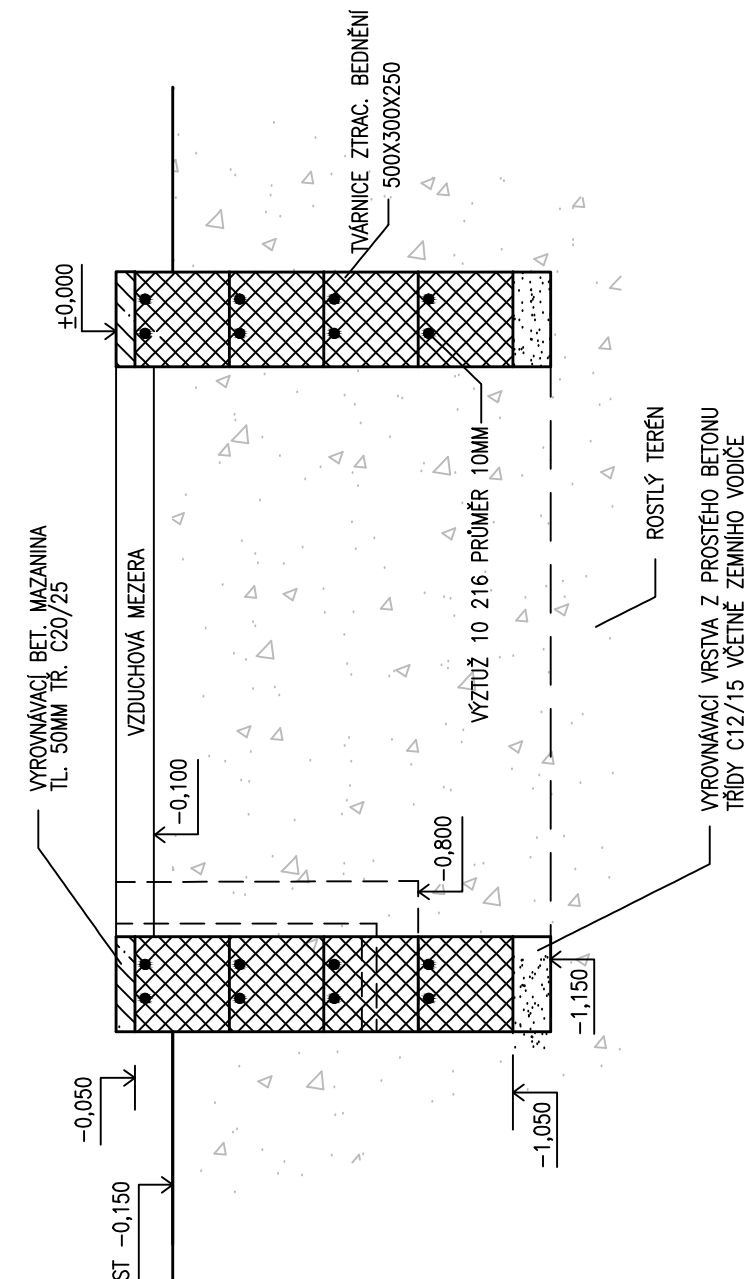 ST -0,150
-0,050
VYROVNÁVACÍ BET. MAZANINA
TL. 50MM TŘ. C20/25
±0,000
VZDUCHOVÁ MEZERA
-0,100
TVÁRNICE ZTRAC. BEDNĚNÍ
500X300X250
-0,800
VÝZTUŽ 10 216 PRŮMĚR 10MM
-1,050
-1,150
ROSTLÝ TERÉN
VYROVNÁVACÍ VRSTVA Z PROSTÉHO BETONU
TŘÍDY C12/15 VČETNĚ ZEMNÍHO VODIČE